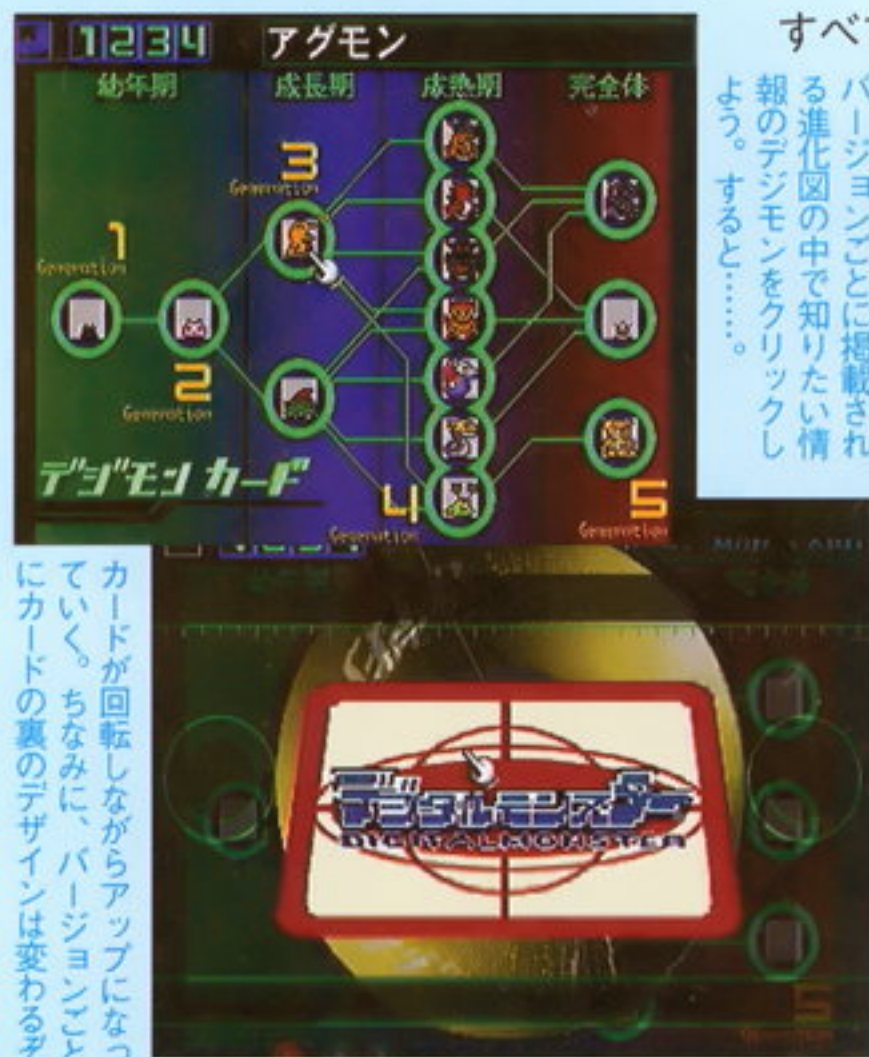 すべ
バージョンごとに掲載され
る進化図の中で知りたい情
報のデジモンをクリックし
よう。すると……。
1234 アグモン
幼年期 成長期 成熟期 完全体
1
Generation
2
Generation
3
Generation
4
Generation
5
Generation
デジモンカード
デジタルモンスター
DIGITAL MONSTER
5
カードが回転しながらアップになっ
ていく。ちなみに、バージョンごと
にカードの裏のデザインは変わるぞ